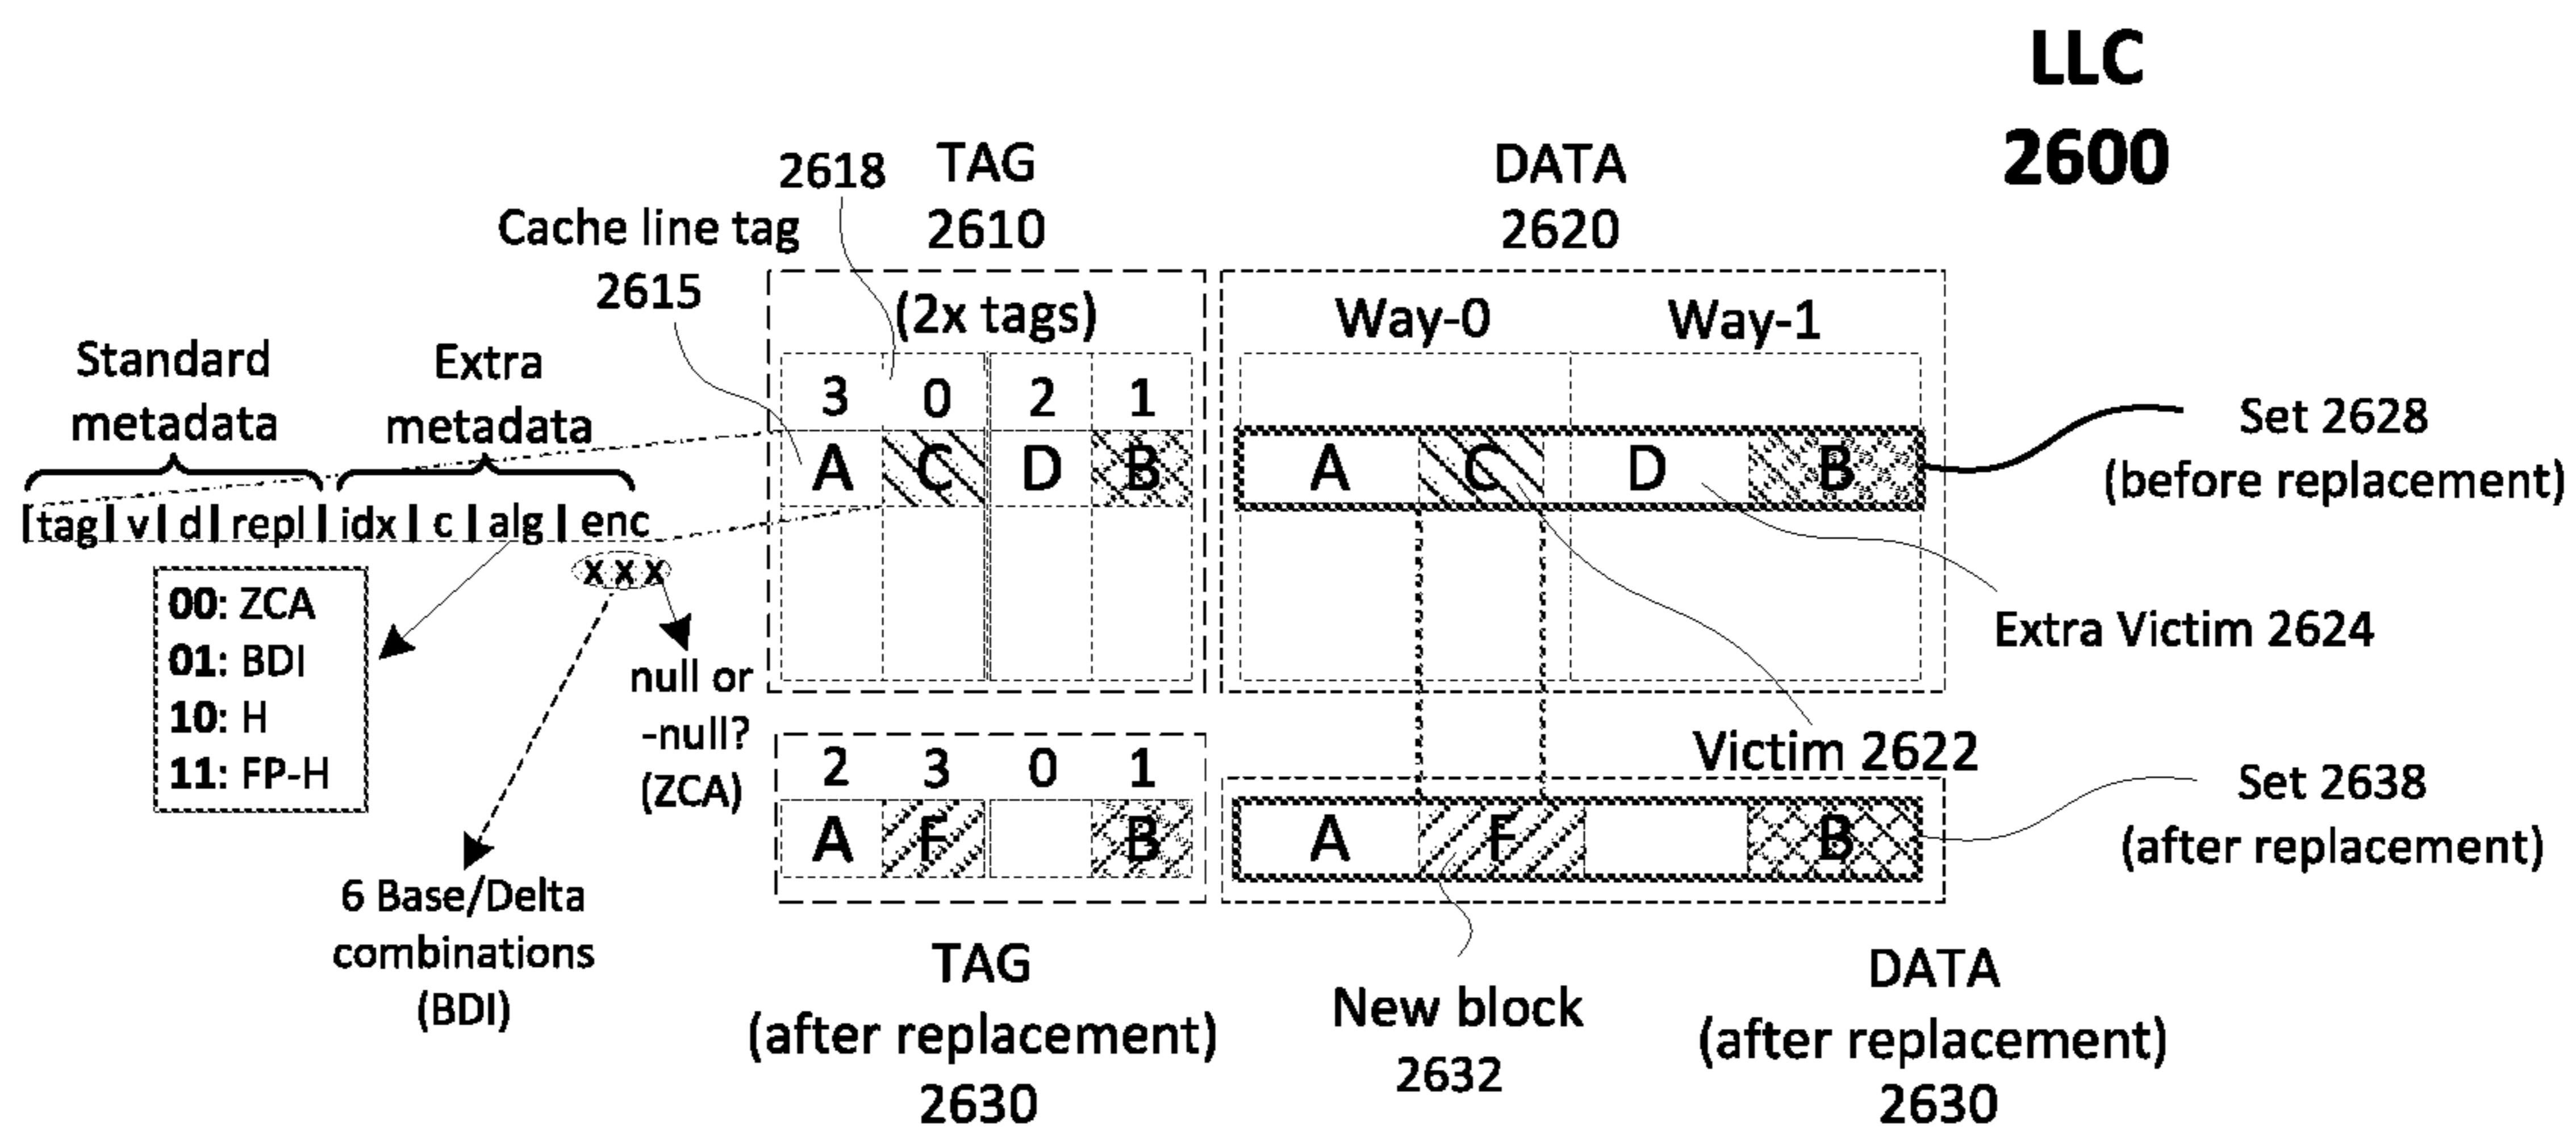 LLC
2600
2618
TAG
2610
DATA
2620
Cache line tag
2615
(2x tags)
Way-0
Way-1
Standard
metadata
Extra
metadata
3 0 2 1
A C D B
A C D B
Set 2628
(before replacement)
|tag|v|d|repl|idx|c|alg|enc
x x x
00: ZCA
01: BDI
10: H
11: FP-H
null or
-null?
(ZCA)
Extra Victim 2624
Victim 2622
2 3 0 1
A F B
A F B
Set 2638
(after replacement)
6 Base/Delta
combinations
(BDI)
TAG
(after replacement)
2630
New block
2632
DATA
(after replacement)
2630